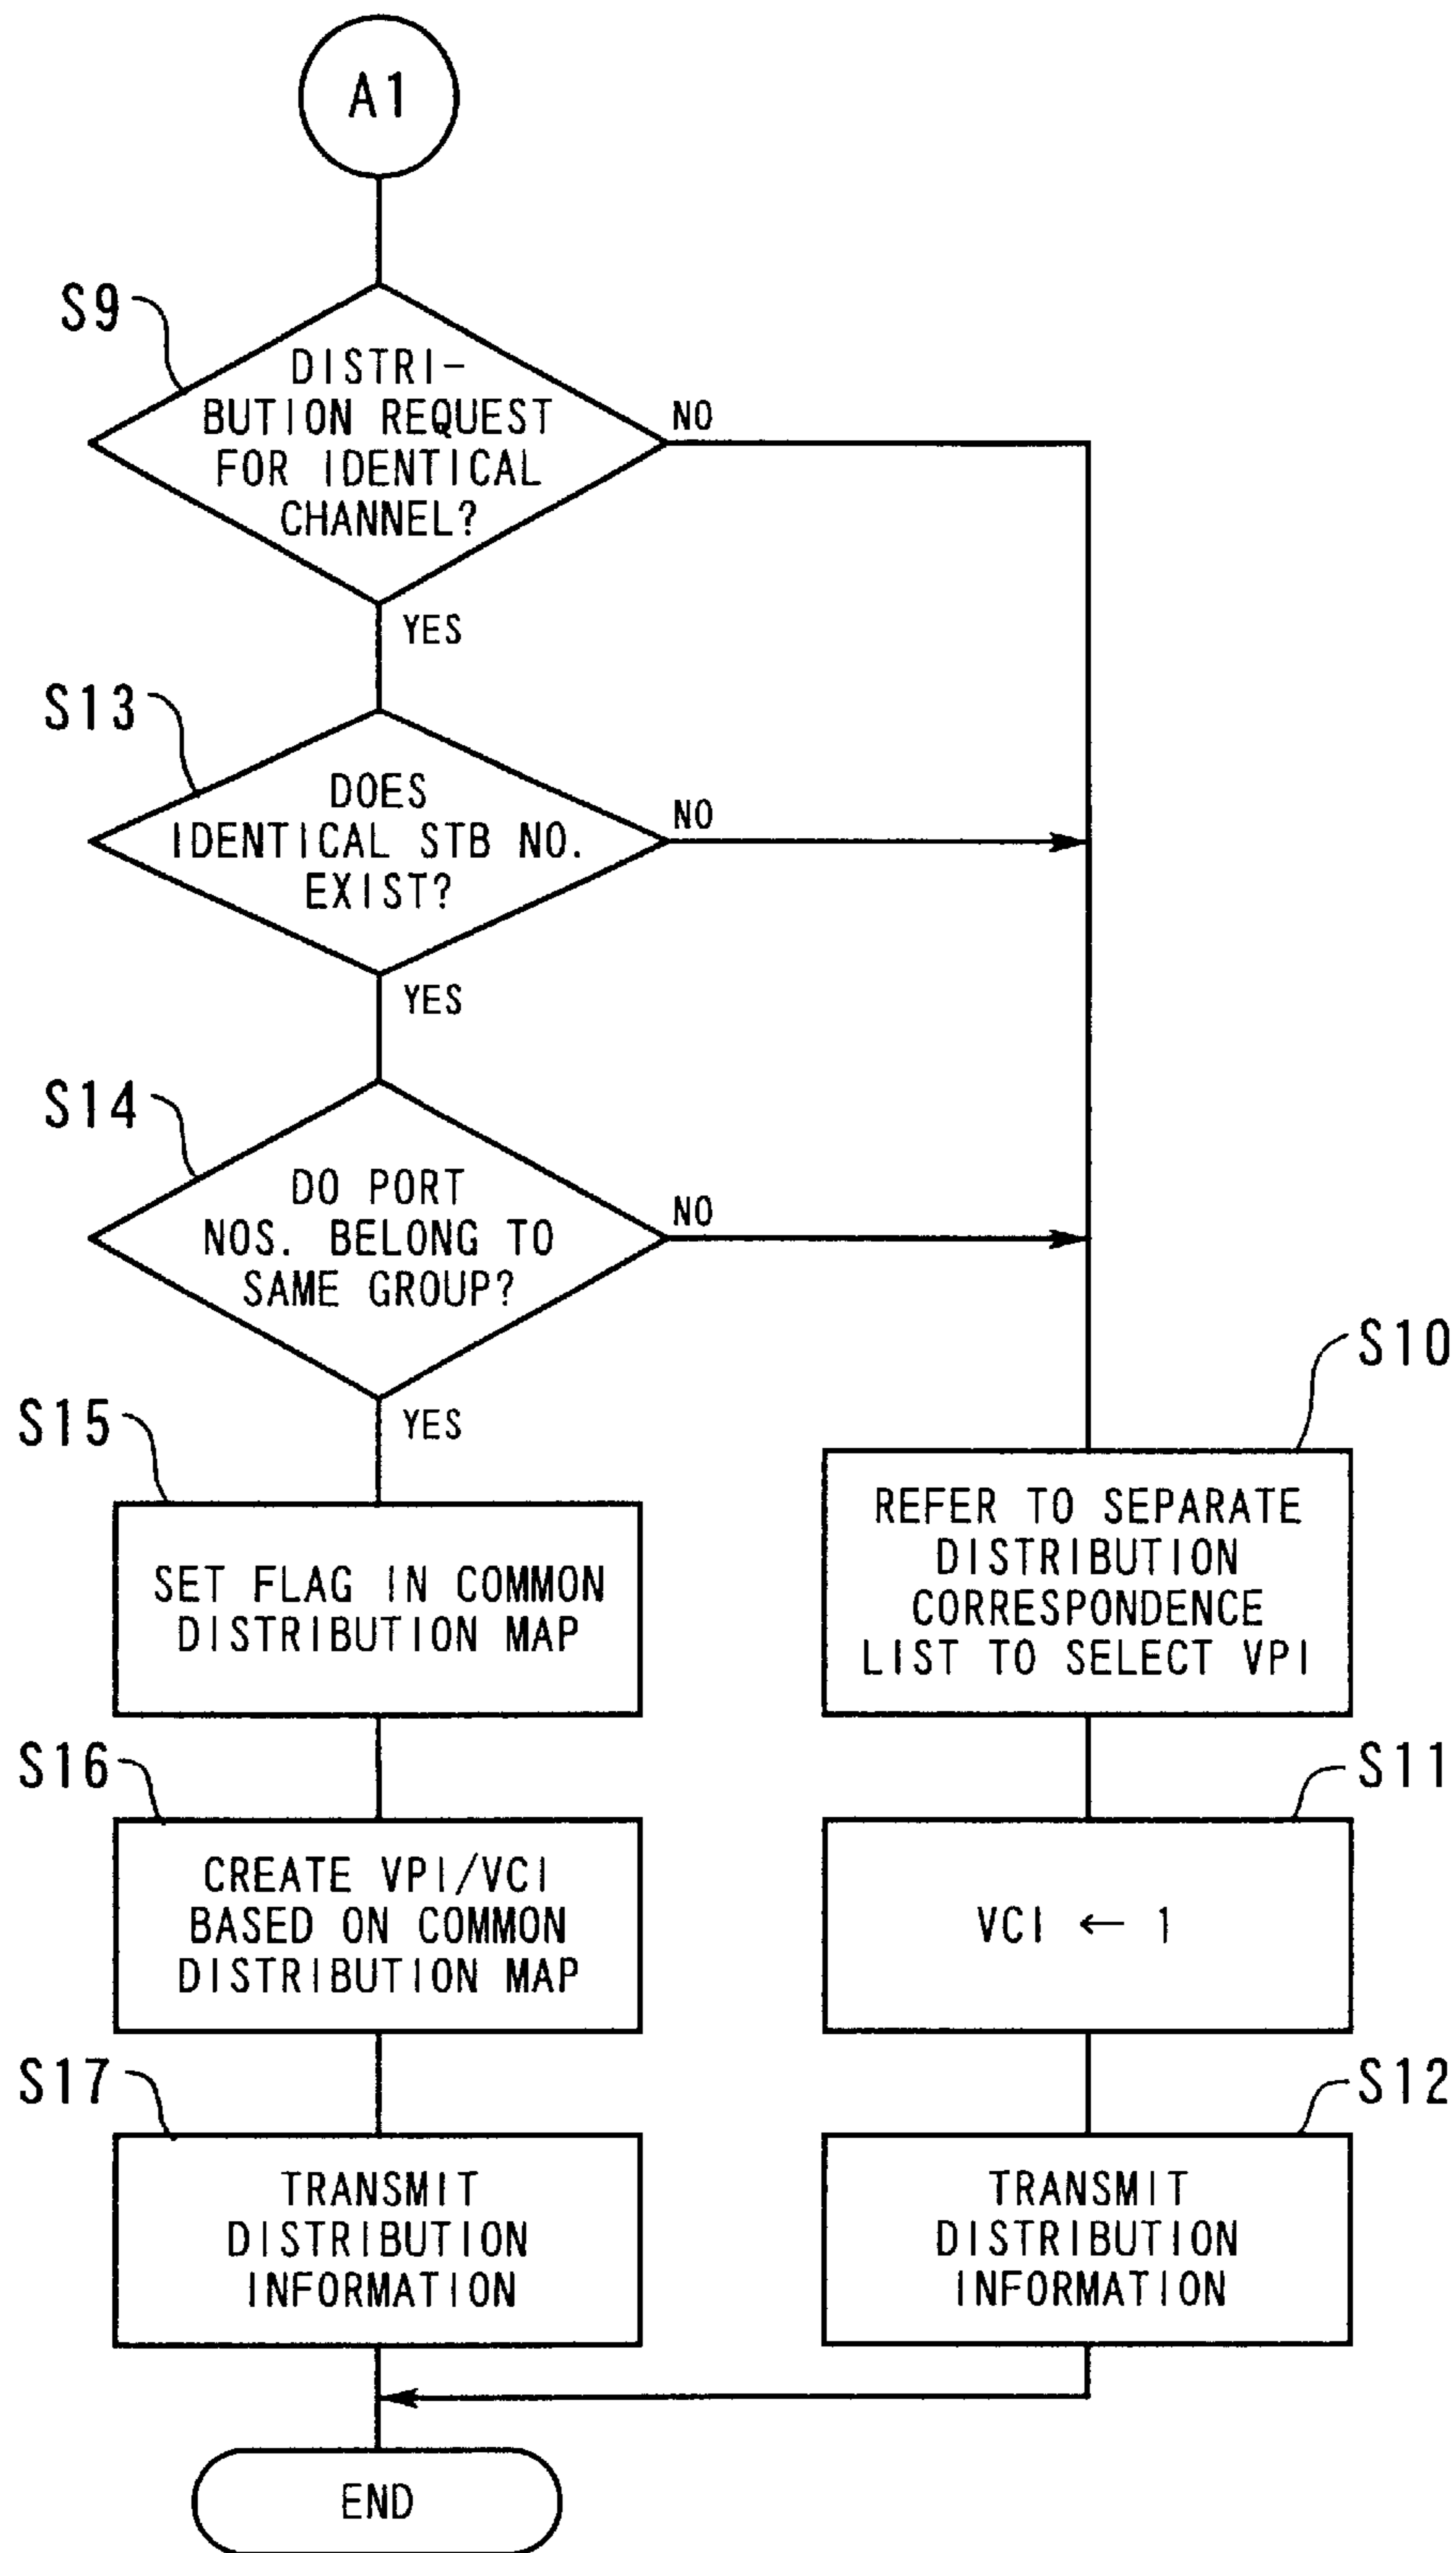 A1
S9
DISTRI-
BUTION REQUEST
FOR IDENTICAL
CHANNEL?
NO
YES
S13
DOES
IDENTICAL STB NO.
EXIST?
NO
YES
S14
DO PORT
NOS. BELONG TO
SAME GROUP?
NO
YES
S15
SET FLAG IN COMMON
DISTRIBUTION MAP
S10
REFER TO SEPARATE
DISTRIBUTION
CORRESPONDENCE
LIST TO SELECT VPI
S16
CREATE VPI/VCI
BASED ON COMMON
DISTRIBUTION MAP
S11
VCI ← 1
S17
TRANSMIT
DISTRIBUTION
INFORMATION
S12
TRANSMIT
DISTRIBUTION
INFORMATION
END